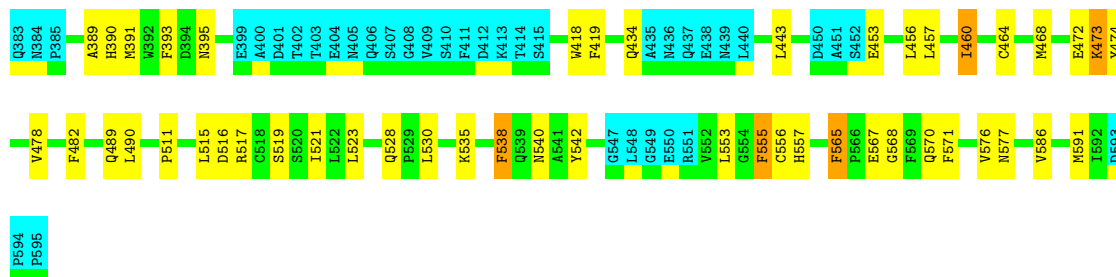 Q383 N384 P385 A389 H390 M391 W392 F393 D394 N395 E399 A400 D401 T402 T403 E404 N405 Q406 S407 G408 V409 S410 F411 D412 K413 T414 S415 W418 F419 Q434 A435 N436 Q437 E438 N439 L440 L443 D450 A451 S452 E453 L456 L457 I460 C464 M468 E472 K473 Y474
V478 F482 Q489 L490 P511 L515 D516 R517 C518 S519 S520 I521 L522 L523 Q528 P529 L530 K535 F538 Q539 N540 A541 Y542 G547 L548 G549 E550 R551 V552 L553 G554 F555 C556 H557 F565 P566 E567 G568 F569 Q570 F571 V576 N577 V586 M591 I592 D593
P594 P595